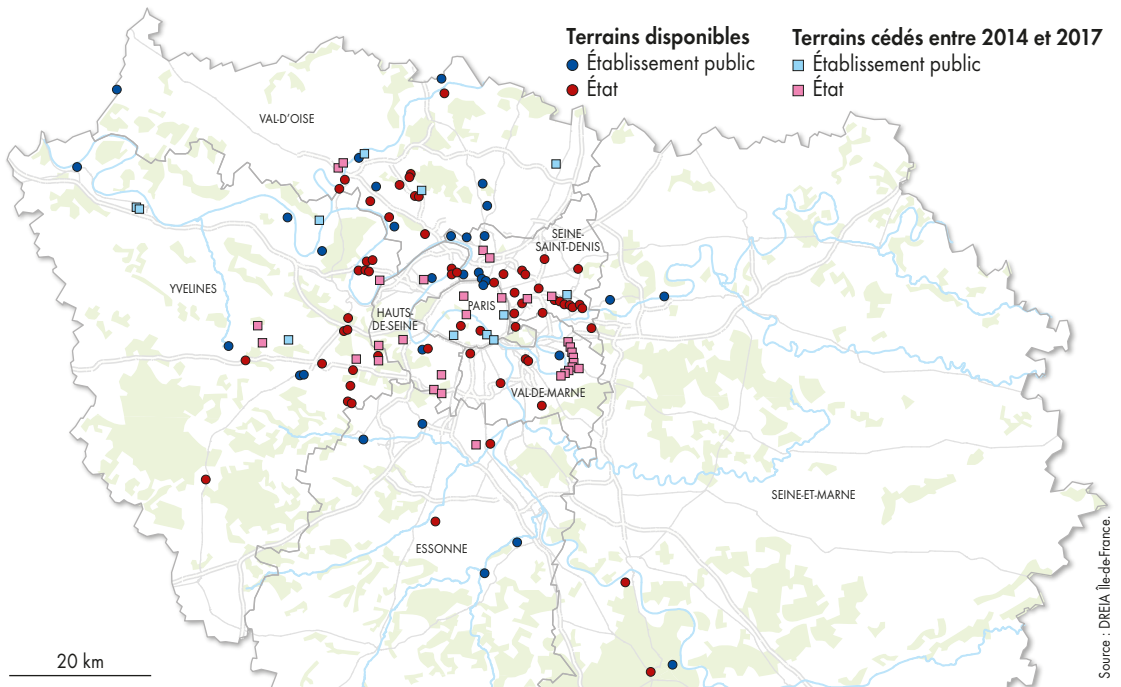 Terrains disponibles
Établissement public
État
Terrains cédés entre 2014 et 2017
Établissement public
État
VAL-D'OISE
SEINE-
SAINT-DENIS
YVELINES
HAUTS-
DE-SEINE
PARIS
VAL-DE-MARNE
SEINE-ET-MARNE
ESSONNE
20 km
Source : DREIA Île-de-France.